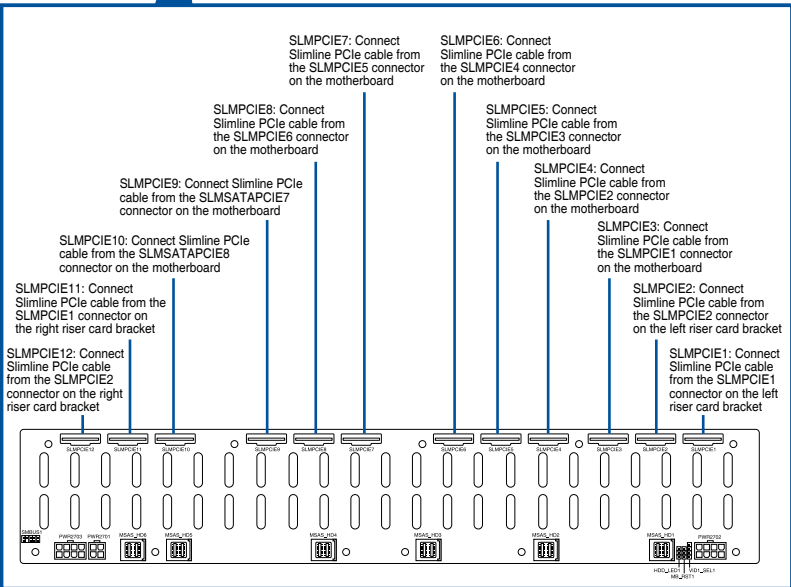 SLMPCIE7: Connect
Slimline PCIe cable from
the SLMPCIE5 connector
on the motherboard
SLMPCIE6: Connect
Slimline PCIe cable from
the SLMPCIE4 connector
on the motherboard
SLMPCIE8: Connect
Slimline PCIe cable from
the SLMPCIE6 connector
on the motherboard
SLMPCIE5: Connect
Slimline PCIe cable from
the SLMPCIE3 connector
on the motherboard
SLMPCIE9: Connect Slimline PCIe
cable from the SLMSATAPCIE7
connector on the motherboard
SLMPCIE4: Connect
Slimline PCIe cable from
the SLMPCIE2 connector
on the motherboard
SLMPCIE10: Connect Slimline PCIe
cable from the SLMSATAPCIE8
connector on the motherboard
SLMPCIE3: Connect
Slimline PCIe cable from
the SLMPCIE1 connector
on the motherboard
SLMPCIE11: Connect
Slimline PCIe cable from the
SLMPCIE1 connector on
the right riser card bracket
SLMPCIE2: Connect
Slimline PCIe cable from
the SLMPCIE2 connector
on the left riser card bracket
SLMPCIE12: Connect
Slimline PCIe cable
from the SLMPCIE2
connector on the right
riser card bracket
SLMPCIE1: Connect
Slimline PCIe cable
from the SLMPCIE1
connector on the left
riser card bracket
SLMPCIE12 SLMPCIE11 SLMPCIE10 SLMPCIE9 SLMPCIE8 SLMPCIE7 SLMPCIE6 SLMPCIE5 SLMPCIE4 SLMPCIE3 SLMPCIE2 SLMPCIE1
SMBUS1
PWR2703 PWR2701 MSAS_HD6 MSAS_HD5 MSAS_HD4 MSAS_HD3 MSAS_HD2 MSAS_HD1 PWR2702
HDD_LED1 VID1_SEL1
MB_RST1